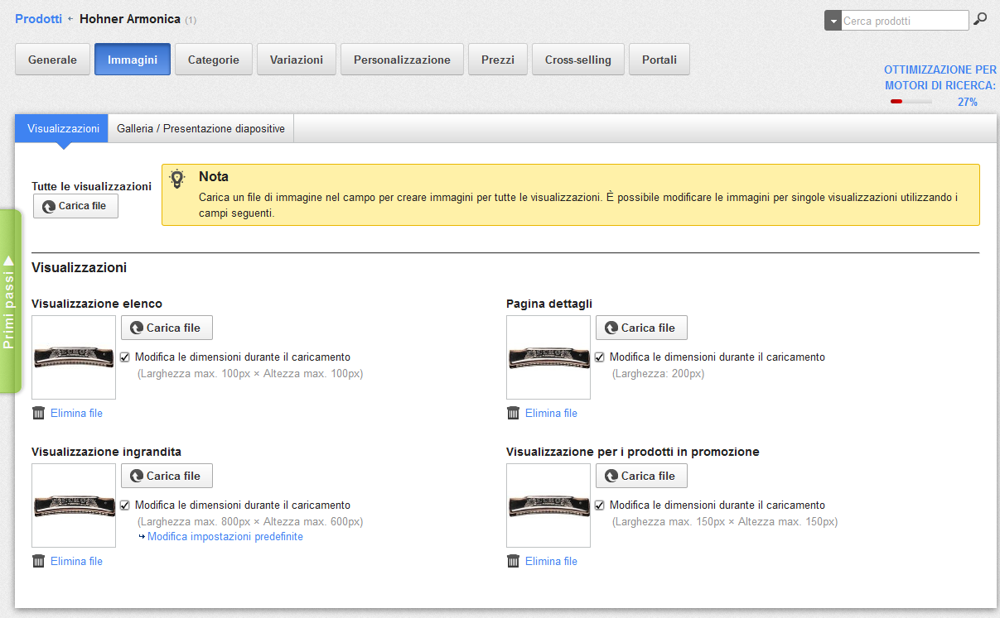 Prodotti ← Hohner Armonica (1)
Cerca prodotti
Generale Immagini Categorie Variazioni Personalizzazione Prezzi Cross-selling Portali
OTTIMIZZAZIONE PER
MOTORI DI RICERCA:
27%
Visualizzazioni Galleria / Presentazione diapositive
Tutte le visualizzazioni
Carica file
Nota
Carica un file di immagine nel campo per creare immagini per tutte le visualizzazioni. È possibile modificare le immagini per singole visualizzazioni utilizzando i
campi seguenti.
Primi passi
Visualizzazioni
Visualizzazione elenco
Carica file
Modifica le dimensioni durante il caricamento
(Larghezza max. 100px × Altezza max. 100px)
Elimina file
Pagina dettagli
Carica file
Modifica le dimensioni durante il caricamento
(Larghezza: 200px)
Elimina file
Visualizzazione ingrandita
Carica file
Modifica le dimensioni durante il caricamento
(Larghezza max. 800px × Altezza max. 600px)
Modifica impostazioni predefinite
Elimina file
Visualizzazione per i prodotti in promozione
Carica file
Modifica le dimensioni durante il caricamento
(Larghezza max. 150px × Altezza max. 150px)
Elimina file